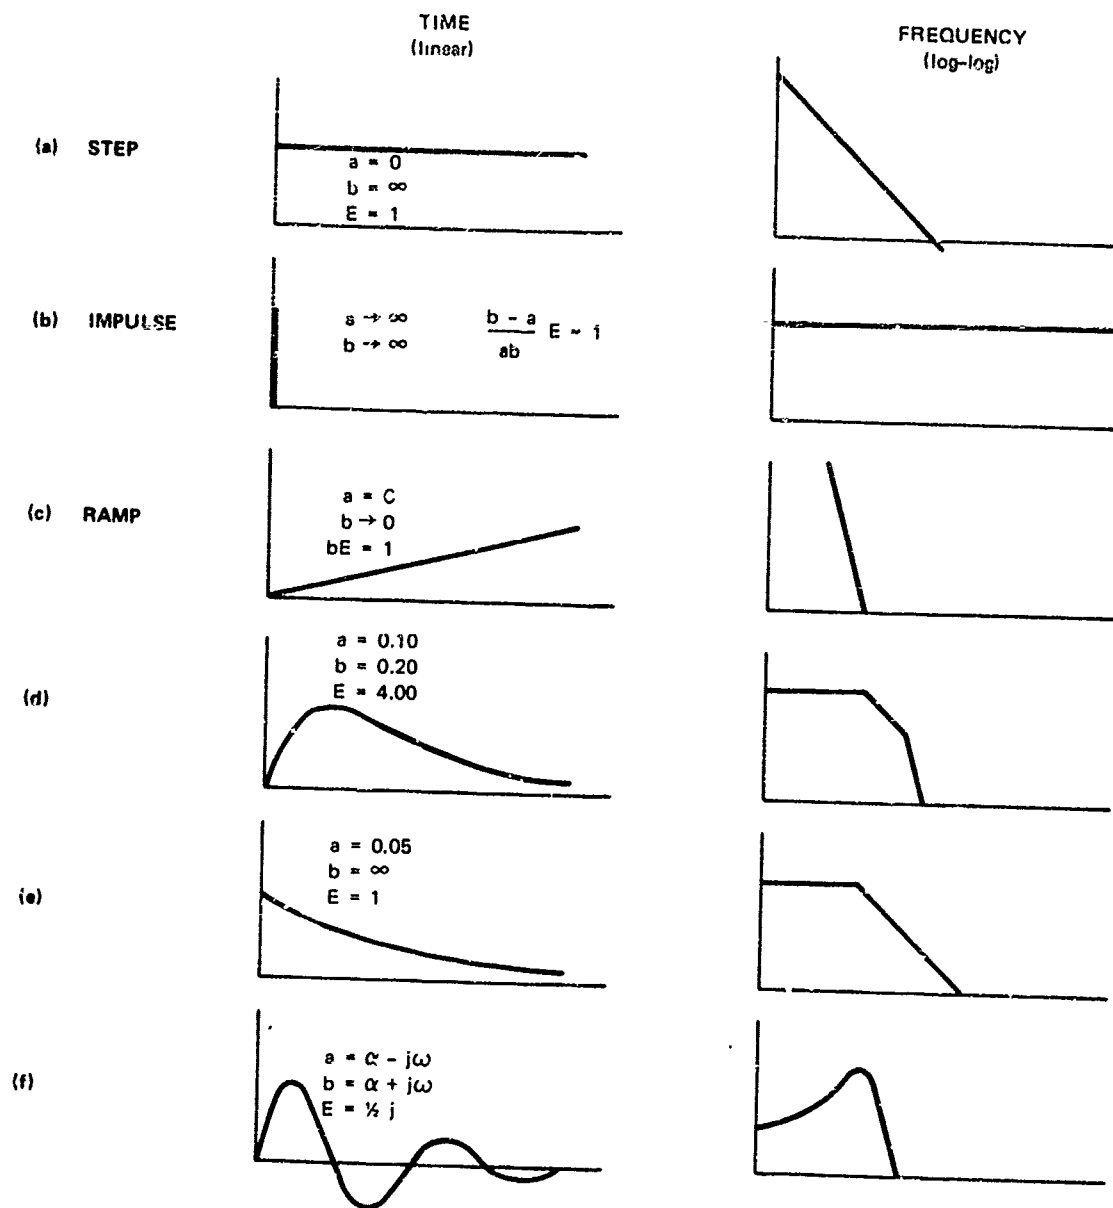 TIME
(linear)
FREQUENCY
(log-log)
(a) STEP
a = 0
b = ∞
E = 1
(b) IMPULSE
a → ∞
b → ∞
b - a
ab
E ~ 1
(c) RAMP
a = C
b → 0
bE = 1
(d)
a = 0.10
b = 0.20
E = 4.00
(e)
a = 0.05
b = ∞
E = 1
(f)
a = α - jω
b = α + jω
E = ½ j